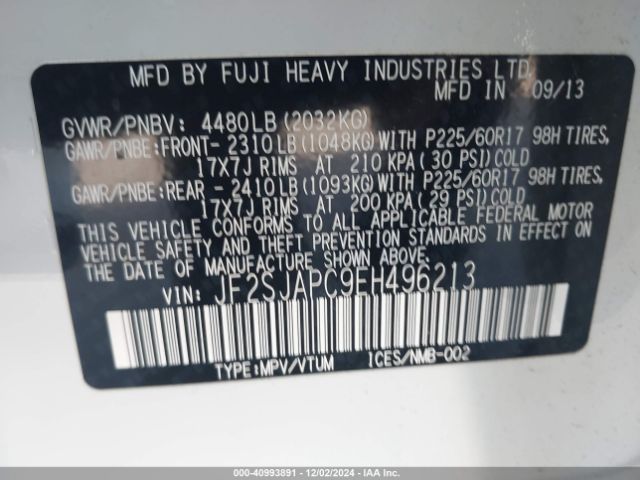 MFD BY FUJI HEAVY INDUSTRIES LTD.
MFD IN 09/13
GVWR/PNBV: 4480LB(2032KG)
GAWR/PNBE:FRONT- 2310LB(1048KG)WITH P225/60R17 98H TIRES,
17X7J RIMS AT 210 KPA(30 PSI)COLD
GAWR/PNBE:REAR - 2410LB(1093KG)WITH P225/60R17 98H TIRES,
17X7J RIMS AT 200 KPA(29 PSI)COLD
THIS VEHICLE CONFORMS TO ALL APPLICABLE FEDERAL MOTOR
VEHICLE SAFETY AND THEFT PREVENTION STANDARDS IN EFFECT ON
THE DATE OF MANUFACTURE SHOWN ABOVE.
VIN: JF2SJAPC9EH496213
TYPE:MPV/VTUM ICES/NMB-002
000-40993891 - 12/02/2024 - IAA Inc.